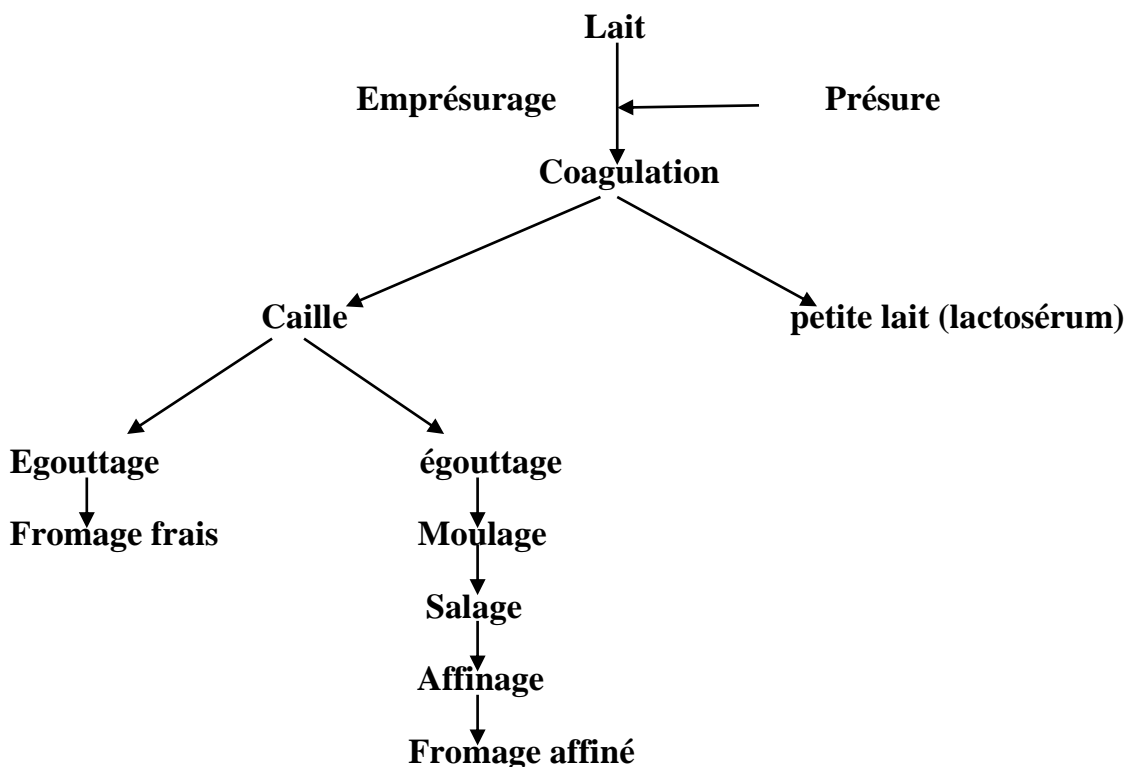 Lait
Emprésurage Présure
Coagulation
Caille petite lait (lactosérum)
Egouttage égouttage
Fromage frais Moulage
Salage
Affinage
Fromage affiné